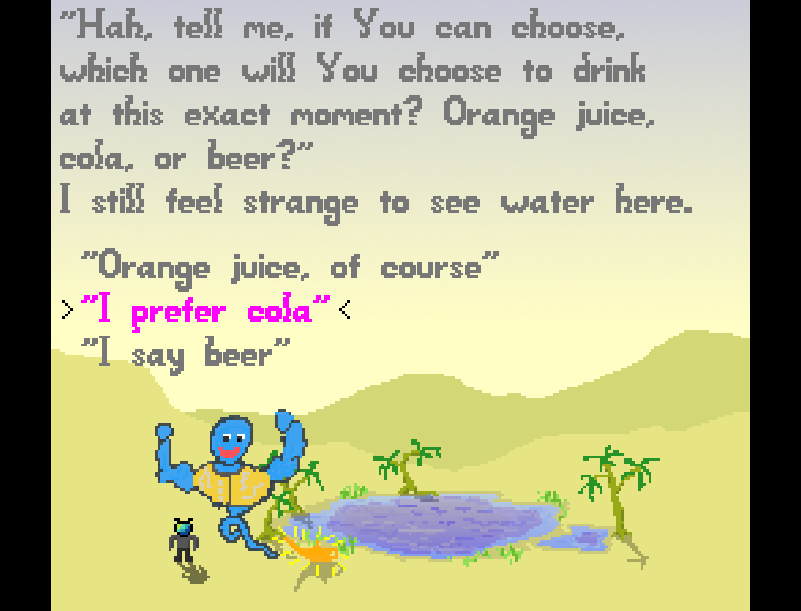 "Hah, tell me, if You can choose,
which one will You choose to drink
at this exact moment? Orange juice,
cola, or beer?"
I still feel strange to see water here.
"Orange juice, of course"
>"I prefer cola"<
"I say beer"